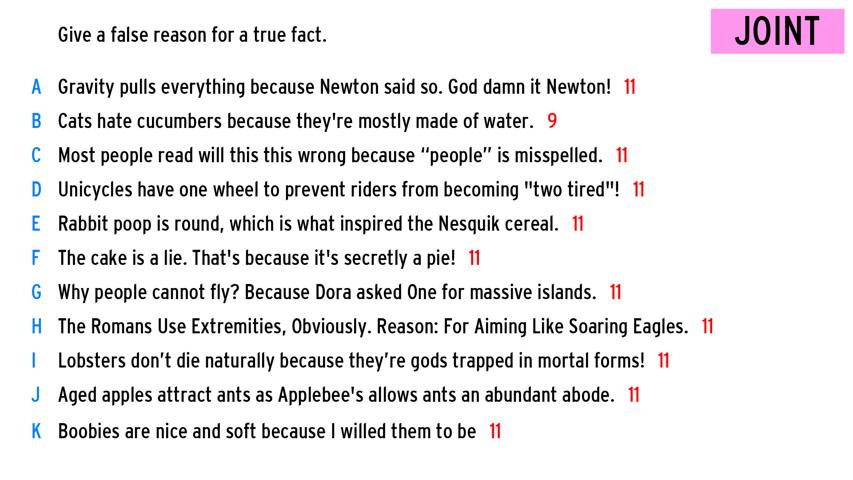 Give a false reason for a true fact.
JOINT
A Gravity pulls everything because Newton said so. God damn it Newton! 11
B Cats hate cucumbers because they're mostly made of water. 9
C Most people read will this this wrong because “people” is misspelled. 11
D Unicycles have one wheel to prevent riders from becoming "two tired"! 11
E Rabbit poop is round, which is what inspired the Nesquik cereal. 11
F The cake is a lie. That's because it's secretly a pie! 11
G Why people cannot fly? Because Dora asked One for massive islands. 11
H The Romans Use Extremities, Obviously. Reason: For Aiming Like Soaring Eagles. 11
I Lobsters don’t die naturally because they’re gods trapped in mortal forms! 11
J Aged apples attract ants as Applebee's allows ants an abundant abode. 11
K Boobies are nice and soft because I willed them to be 11